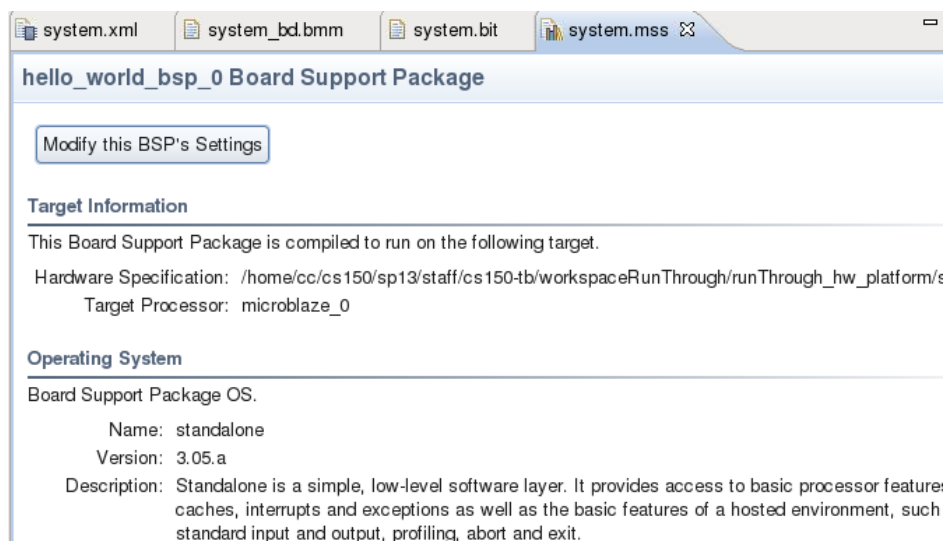 system.xml system_bd.bmm system.bit system.mss
hello_world_bsp_0 Board Support Package
Modify this BSP's Settings
Target Information
This Board Support Package is compiled to run on the following target.
Hardware Specification: /home/cc/cs150/sp13/staff/cs150-tb/workspaceRunThrough/runThrough_hw_platform/s
Target Processor: microblaze_0
Operating System
Board Support Package OS.
Name: standalone
Version: 3.05.a
Description: Standalone is a simple, low-level software layer. It provides access to basic processor features
caches, interrupts and exceptions as well as the basic features of a hosted environment, such
standard input and output, profiling, abort and exit.